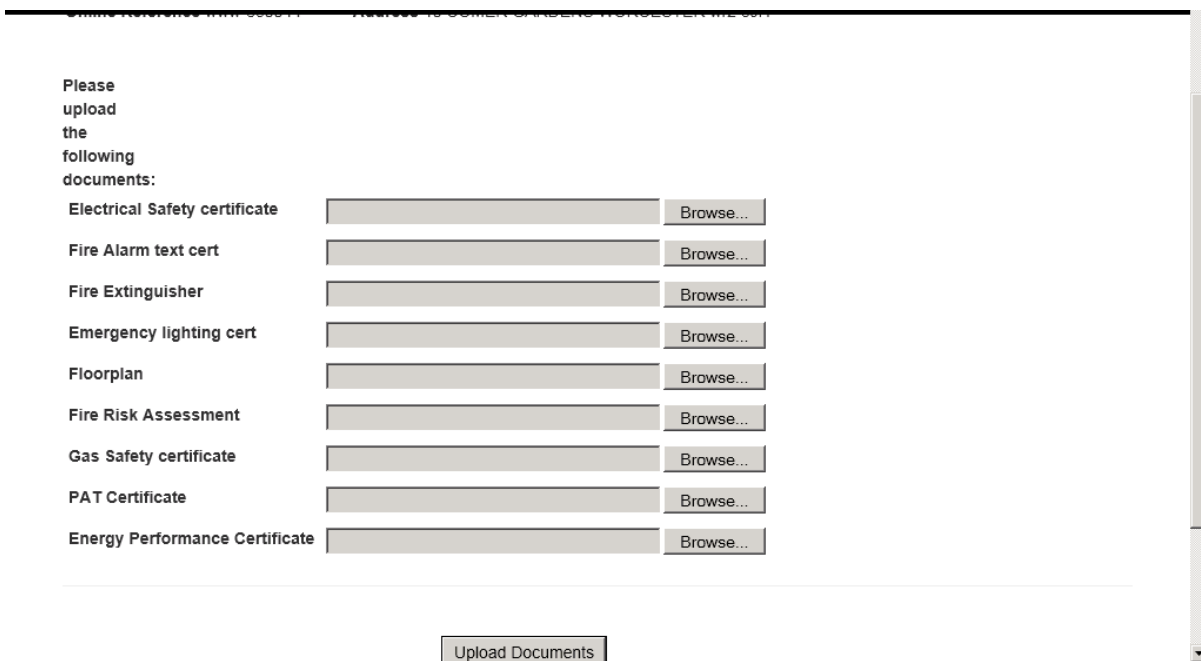 Please
upload
the
following
documents:
Electrical Safety certificate Browse...
Fire Alarm text cert Browse...
Fire Extinguisher Browse...
Emergency lighting cert Browse...
Floorplan Browse...
Fire Risk Assessment Browse...
Gas Safety certificate Browse...
PAT Certificate Browse...
Energy Performance Certificate Browse...
Upload Documents